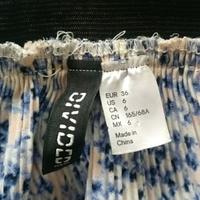 DIVIDED
EUR 36
US 6
CA 6
CN 165/68A
MX 6
Made in
China